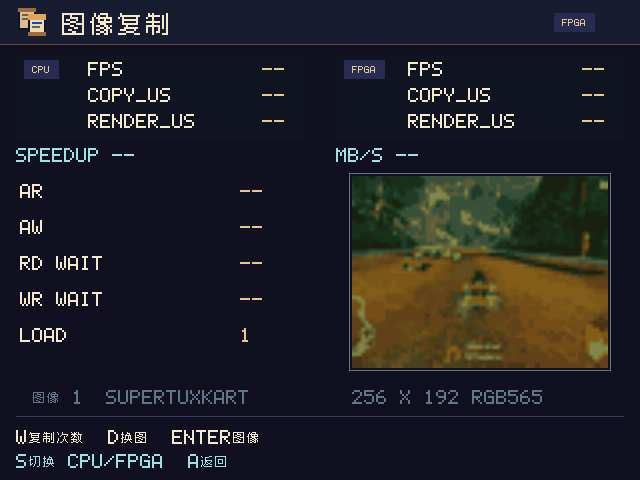 图像复制 FPGA
CPU FPS -- FPGA FPS --
COPY_US -- COPY_US --
RENDER_US -- RENDER_US --
SPEEDUP -- MB/S --
AR --
AW --
RD WAIT --
WR WAIT --
LOAD 1
图像 1 SUPERTUXKART 256 X 192 RGB565
W复制次数 D换图 ENTER图像
S切换 CPU/FPGA A返回